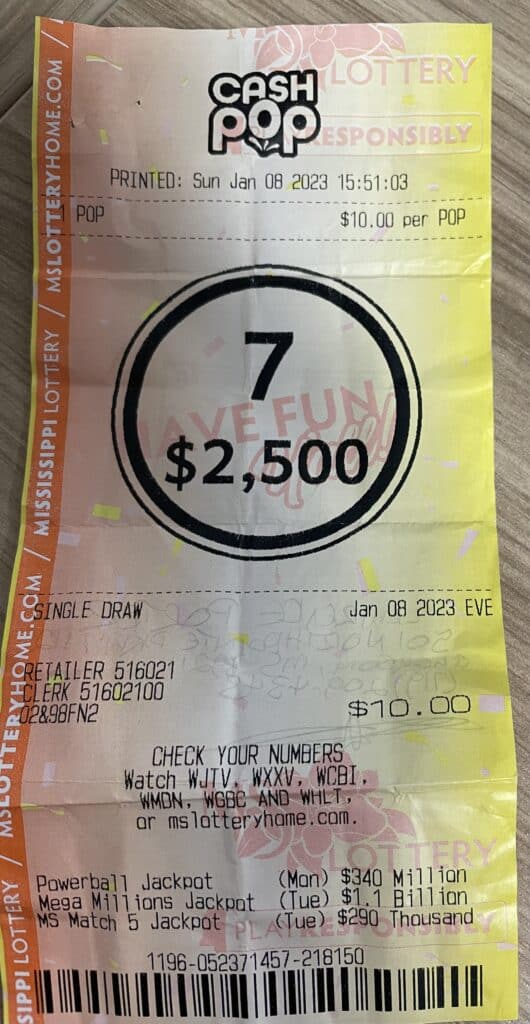 LOTTERY
CASH
POP
PLAY RESPONSIBLY
PRINTED: Sun Jan 08 2023 15:51:03
1 POP $10.00 per POP
7
HAVE FUN
Y'all!
$2,500
SINGLE DRAW Jan 08 2023 EVE
RETAILER 516021
CLERK 51602100
02&98FN2
$10.00
CHECK YOUR NUMBERS
Watch WJTV, WXXV, WCBI,
WMDN, WGBC AND WHLT,
or mslotteryhome.com.
LOTTERY
Powerball Jackpot (Mon) $340 Million
Mega Millions Jackpot (Tue) $1.1 Billion
MS Match 5 Jackpot (Tue) $290 Thousand
PLAY RESPONSIBLY
1196-052371457-218150
SIPPI LOTTERY / MSLOTTERYHOME.COM / MISSISSIPPI LOTTERY / MSLOTTERYHOME.COM /